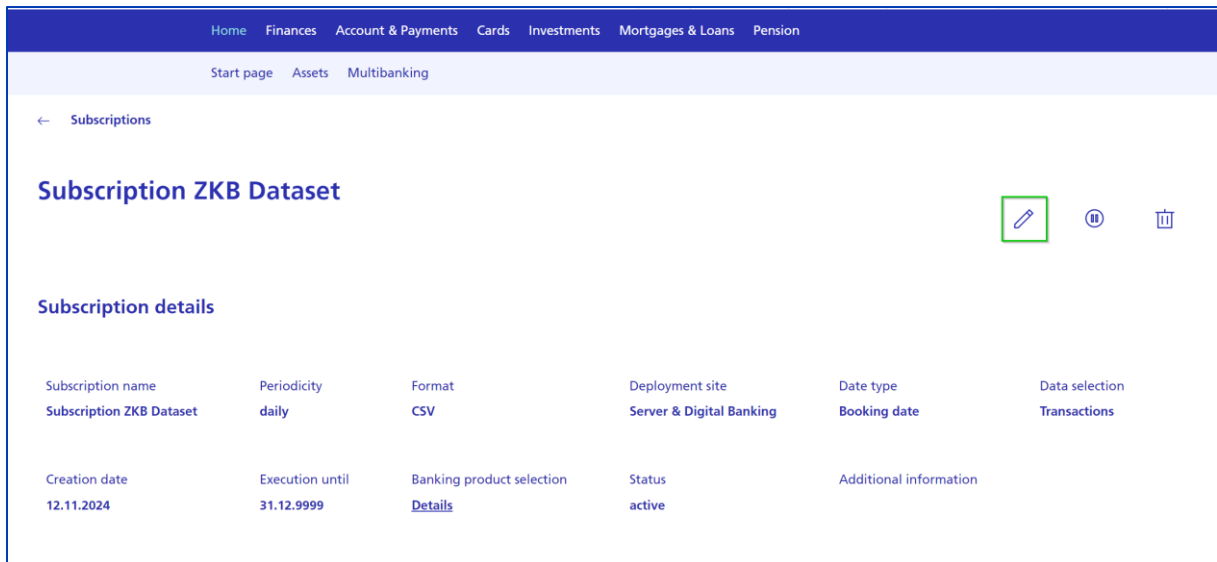 Home Finances Account & Payments Cards Investments Mortgages & Loans Pension
Start page Assets Multibanking
← Subscriptions
Subscription ZKB Dataset
Subscription details
Subscription name Periodicity Format Deployment site Date type Data selection
Subscription ZKB Dataset daily CSV Server & Digital Banking Booking date Transactions
Creation date Execution until Banking product selection Status Additional information
12.11.2024 31.12.9999 Details active